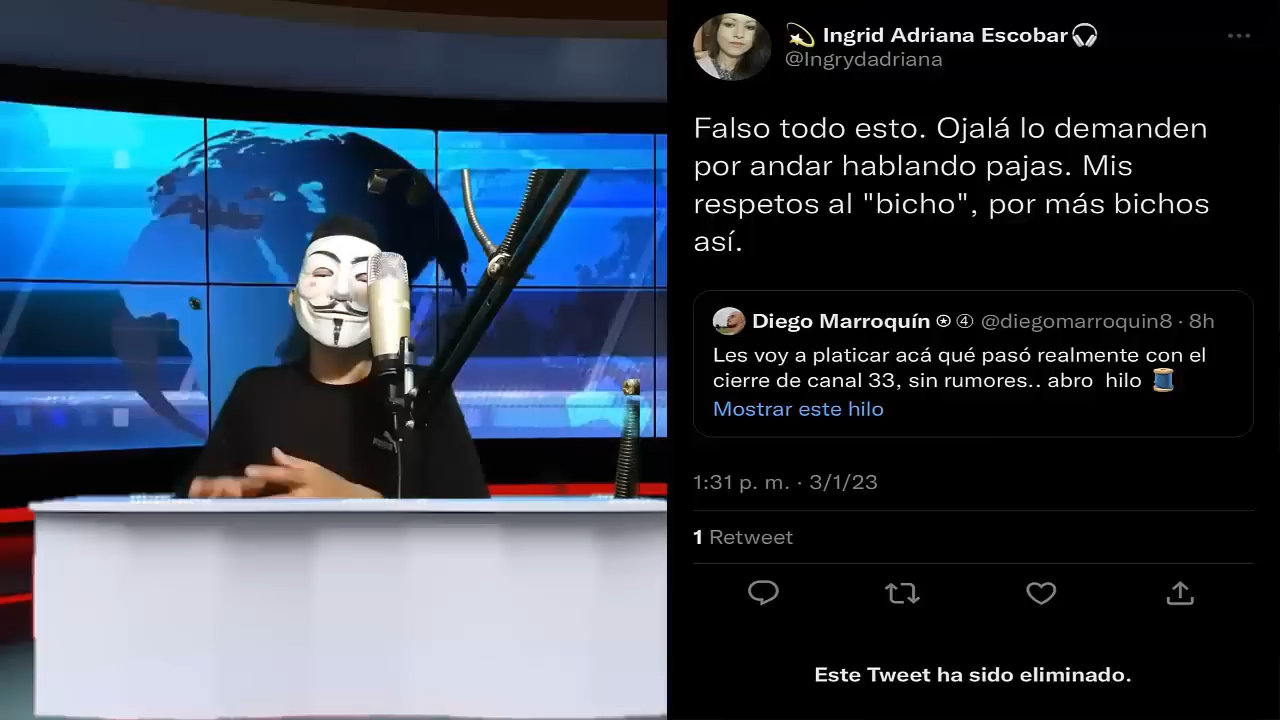 Ingrid Adriana Escobar
@Ingrydadriana
Falso todo esto. Ojalá lo demanden
por andar hablando pajas. Mis
respetos al "bicho", por más bichos
así.
Diego Marroquín ④ @diegomarroquin8 · 8h
Les voy a platicar acá qué pasó realmente con el
cierre de canal 33, sin rumores.. abro hilo
Mostrar este hilo
1:31 p. m. · 3/1/23
1 Retweet
Este Tweet ha sido eliminado.
PUMA